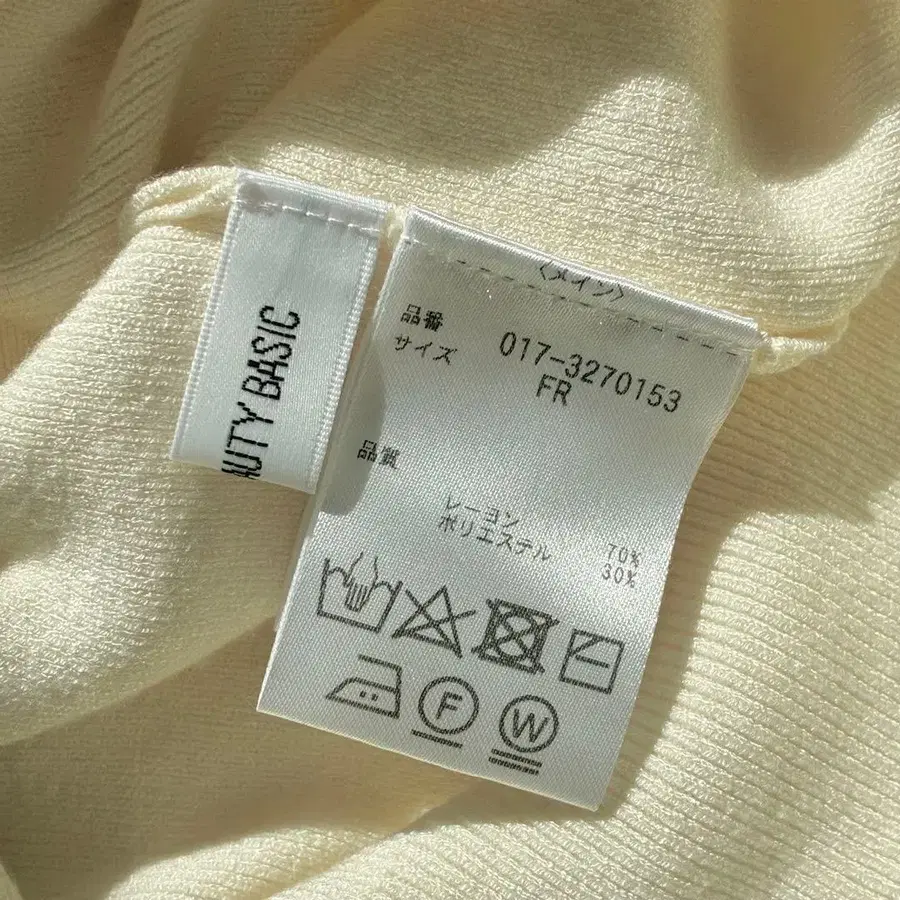 AUTY BASIC
〈メイン〉
品番 017-3270153
サイズ FR
品質
レーヨン 70%
ポリエステル 30%
F
W